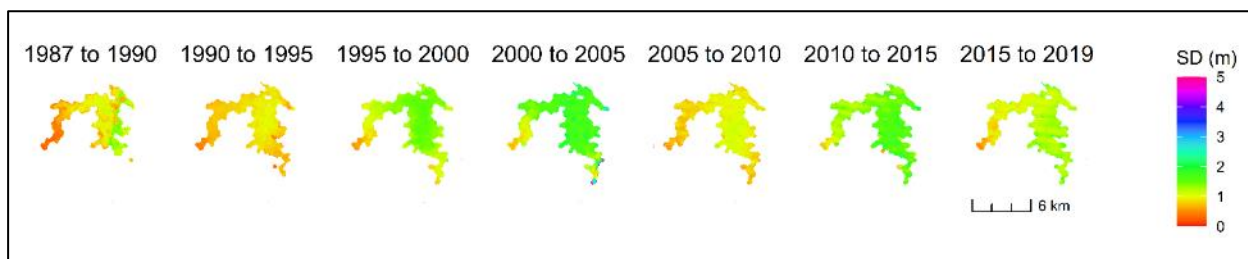 1987 to 1990
1990 to 1995
1995 to 2000
2000 to 2005
2005 to 2010
2010 to 2015
2015 to 2019
SD (m)
5
4
3
2
1
0
6 km